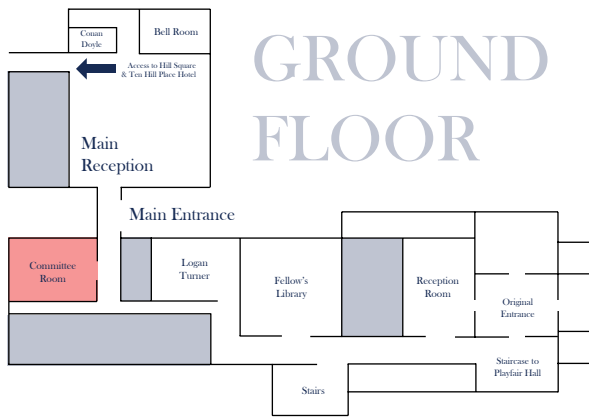 GROUND
FLOOR
Conan
Doyle
Bell Room
Access to Hill Square
& Ten Hill Place Hotel
Main
Reception
Main Entrance
Committee
Room
Logan
Turner
Fellow's
Library
Reception
Room
Original
Entrance
Staircase to
Playfair Hall
Stairs